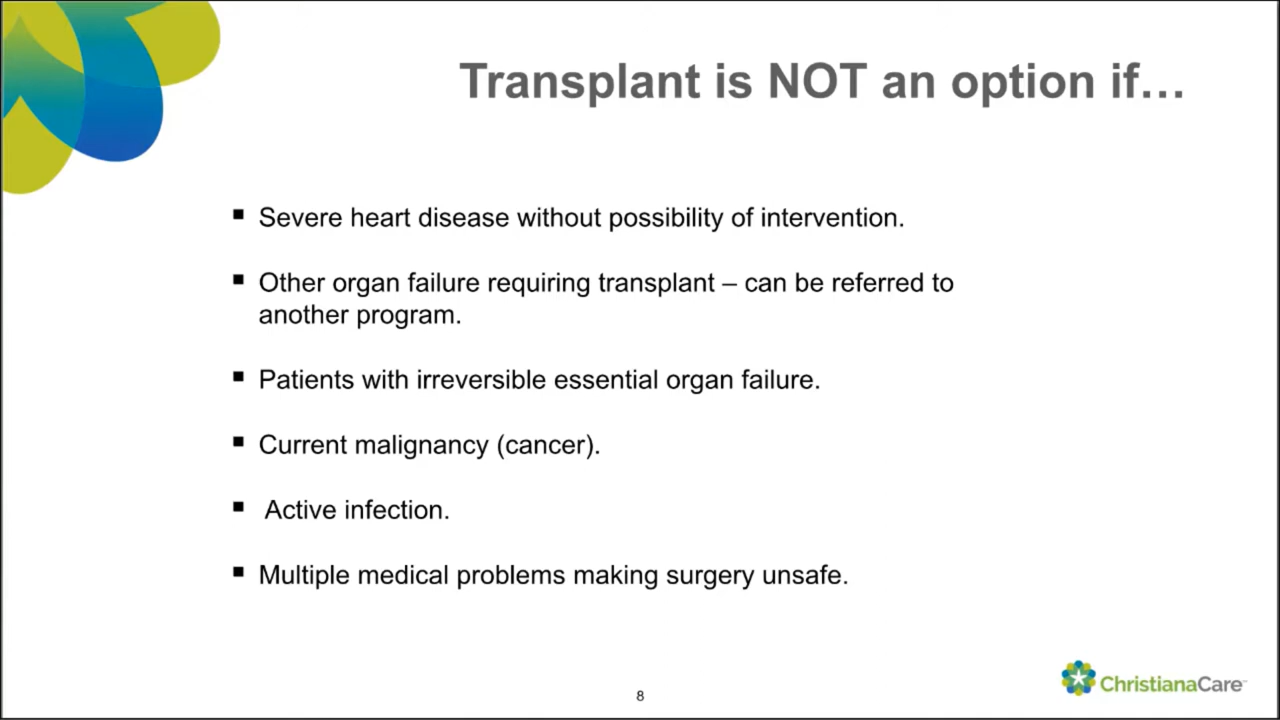 Transplant is NOT an option if…
▪ Severe heart disease without possibility of intervention.
▪ Other organ failure requiring transplant – can be referred to
another program.
▪ Patients with irreversible essential organ failure.
▪ Current malignancy (cancer).
▪ Active infection.
▪ Multiple medical problems making surgery unsafe.
8
ChristianaCare™